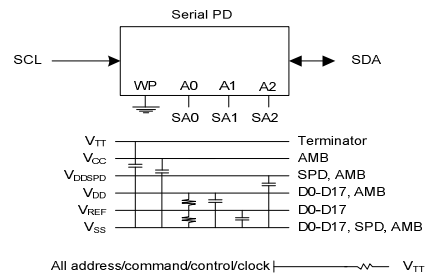 Serial PD
SCL
SDA
WP A0 A1 A2
SA0 SA1 SA2
VTT Terminator
VCC AMB
VDDSPD SPD, AMB
VDD D0-D17, AMB
VREF D0-D17
VSS D0-D17, SPD, AMB
All address/command/control/clock VTT